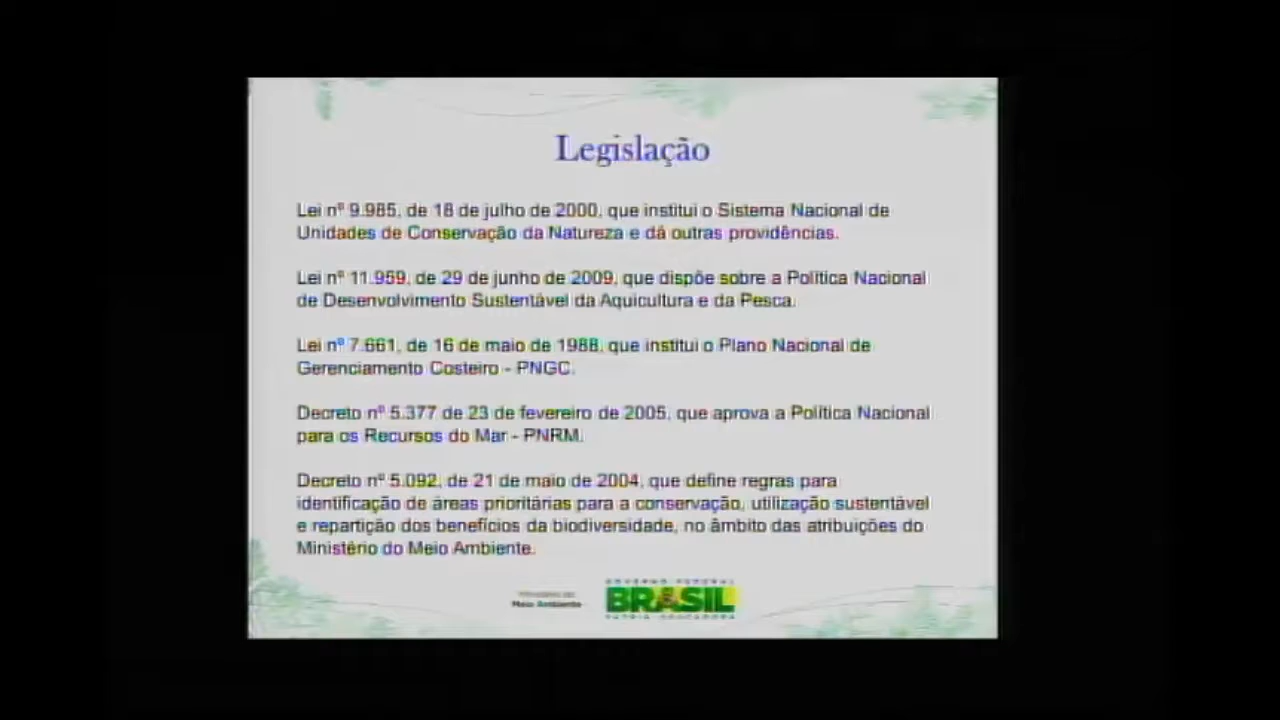 Legislação
Lei nº 9.985, de 18 de julho de 2000, que institui o Sistema Nacional de
Unidades de Conservação da Natureza e dá outras providências.
Lei nº 11.959, de 29 de junho de 2009, que dispõe sobre a Política Nacional
de Desenvolvimento Sustentável da Aquicultura e da Pesca.
Lei nº 7.661, de 16 de maio de 1988, que institui o Plano Nacional de
Gerenciamento Costeiro - PNGC.
Decreto nº 5.377 de 23 de fevereiro de 2005, que aprova a Política Nacional
para os Recursos do Mar - PNRM.
Decreto nº 5.092, de 21 de maio de 2004, que define regras para
identificação de áreas prioritárias para a conservação, utilização sustentável
e repartição dos benefícios da biodiversidade, no âmbito das atribuições do
Ministério do Meio Ambiente.
Ministério do
Meio Ambiente
GOVERNO FEDERAL
BRASIL
PÁTRIA EDUCADORA